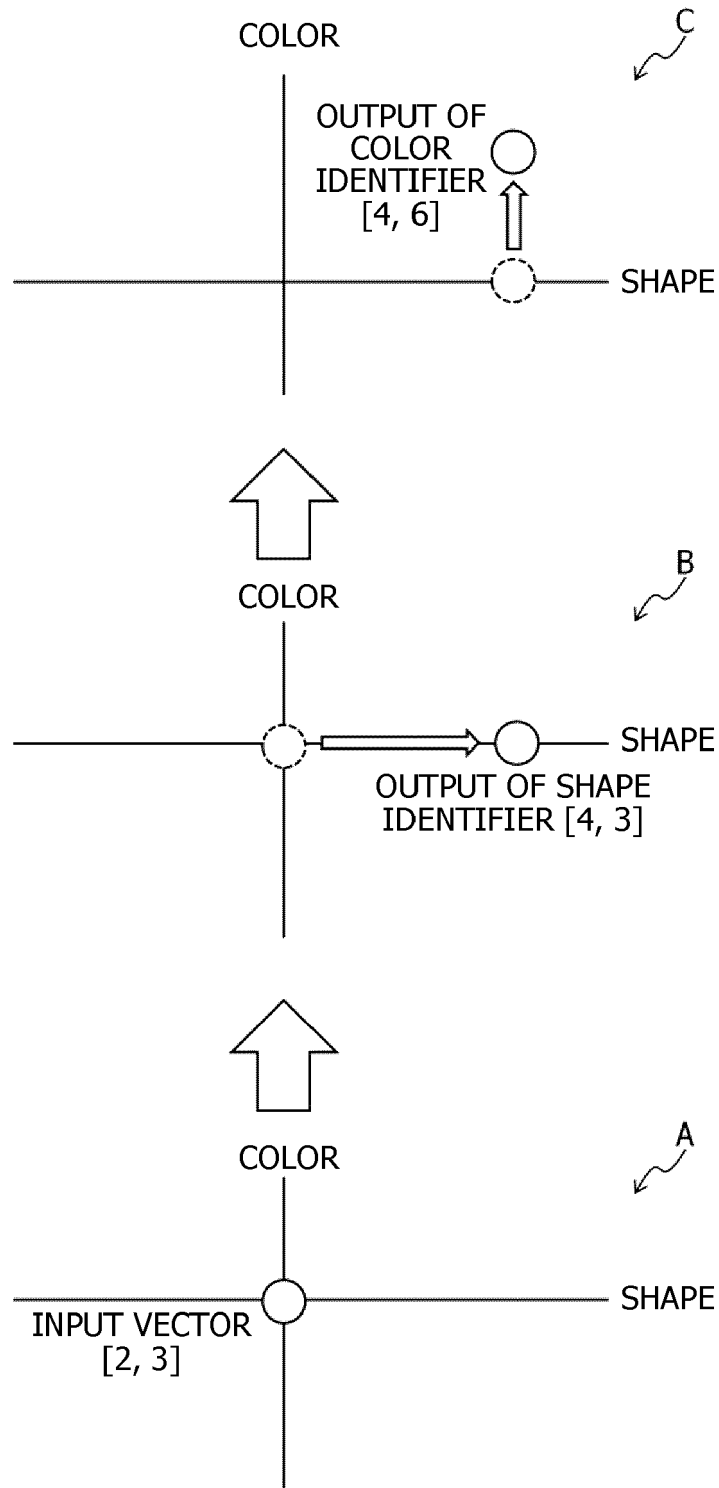 COLOR
C
OUTPUT OF
COLOR
IDENTIFIER
[4, 6]
SHAPE
COLOR
B
SHAPE
OUTPUT OF SHAPE
IDENTIFIER [4, 3]
COLOR
A
SHAPE
INPUT VECTOR
[2, 3]